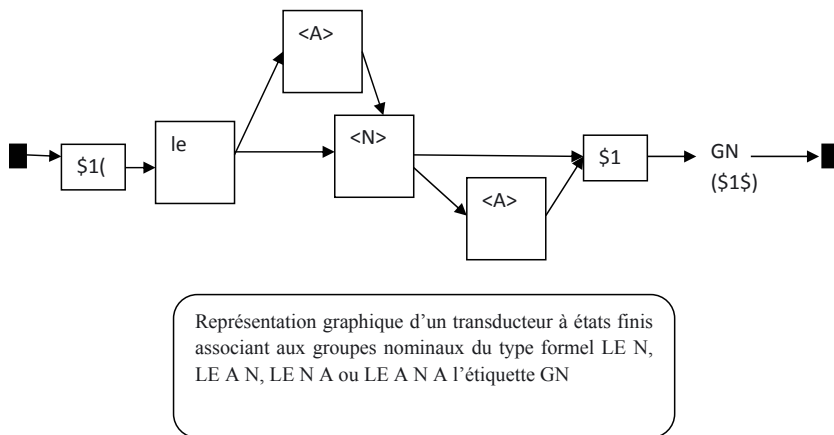 <A>
$1(
le
<N>
<A>
$1
GN
($1$)
Représentation graphique d'un transducteur à états finis
associant aux groupes nominaux du type formel LE N,
LE A N, LE N A ou LE A N A l'étiquette GN